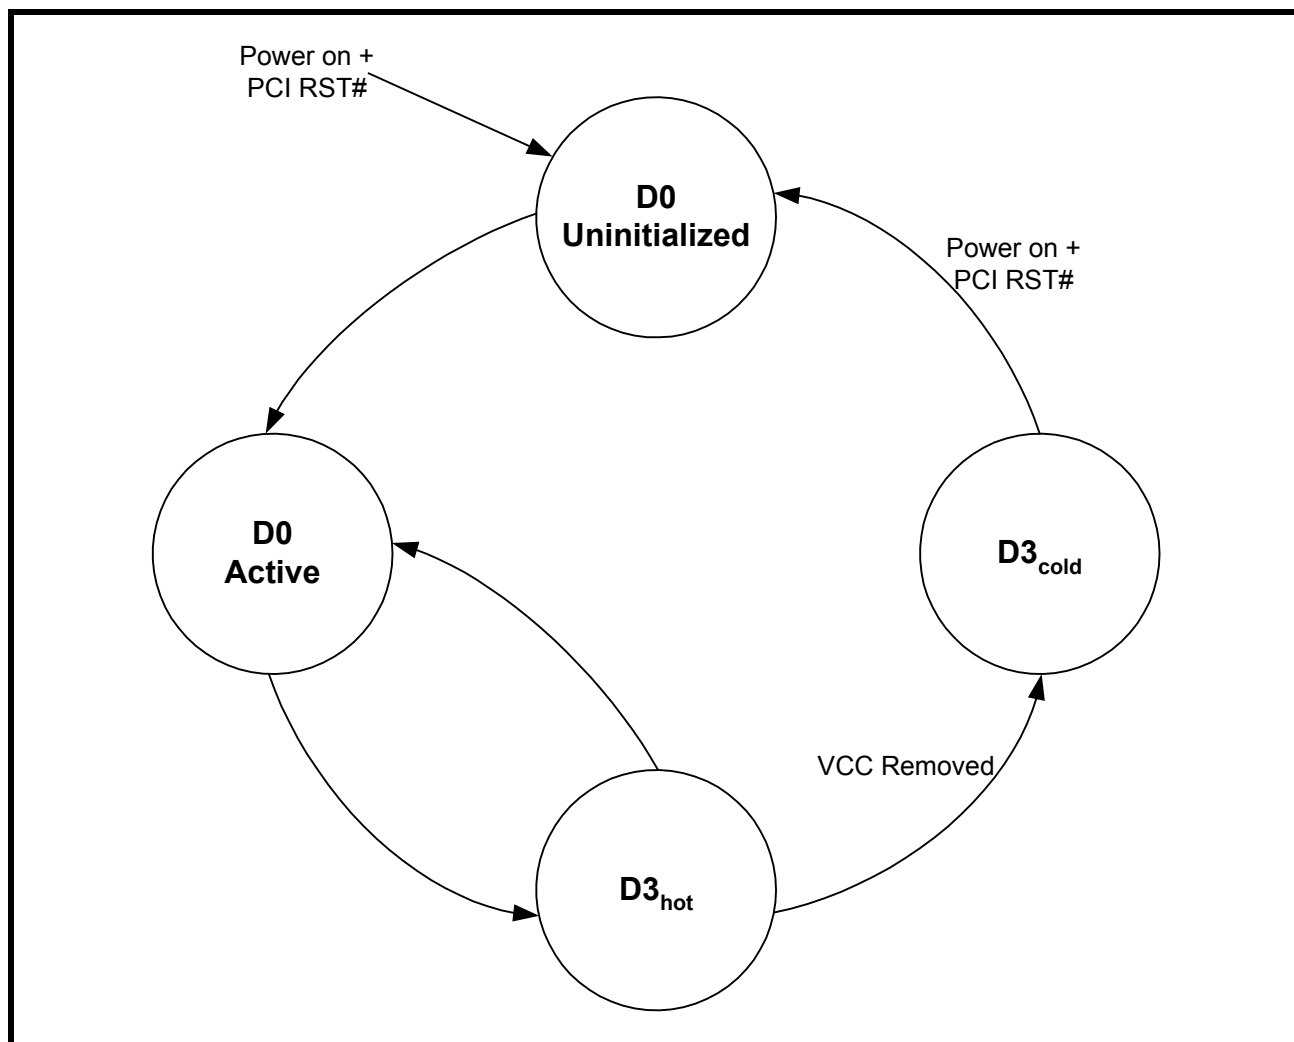 Power on +
PCI RST#
D0
Uninitialized
Power on +
PCI RST#
D0
Active
D3cold
VCC Removed
D3hot